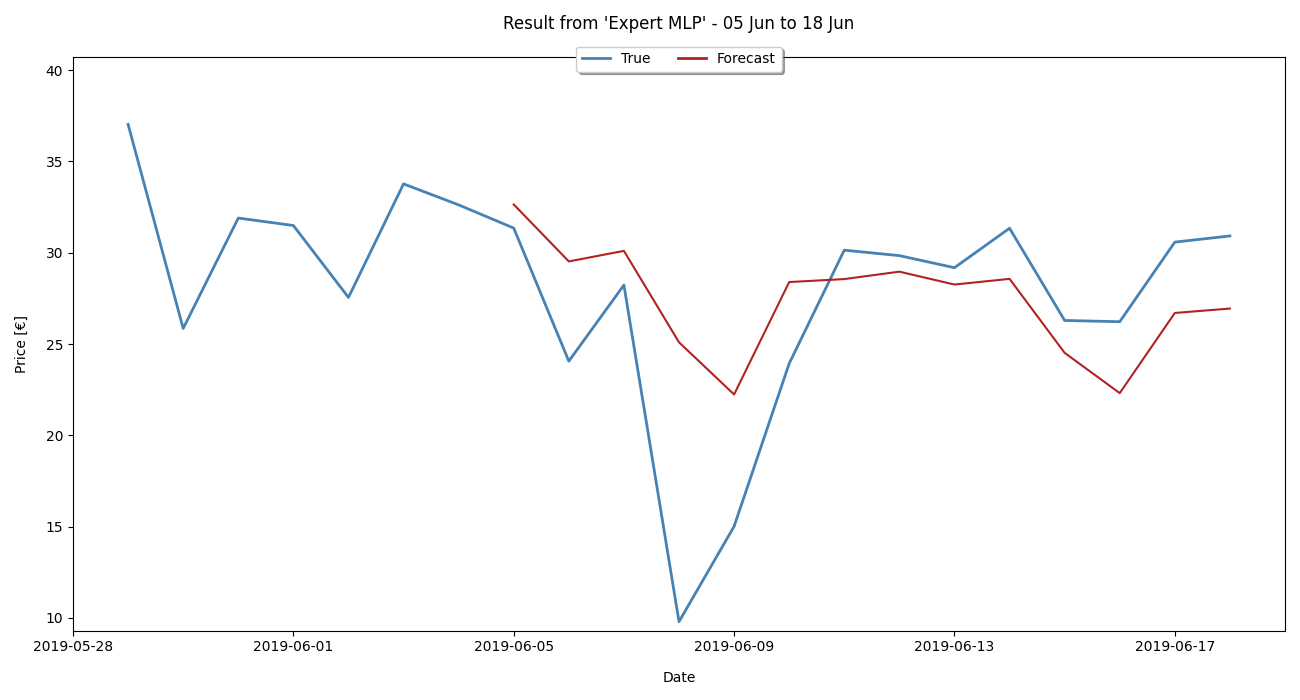 Result from 'Expert MLP' - 05 Jun to 18 Jun
True Forecast
40
35
30
25
20
15
10
Price [€]
2019-05-28 2019-06-01 2019-06-05 2019-06-09 2019-06-13 2019-06-17
Date